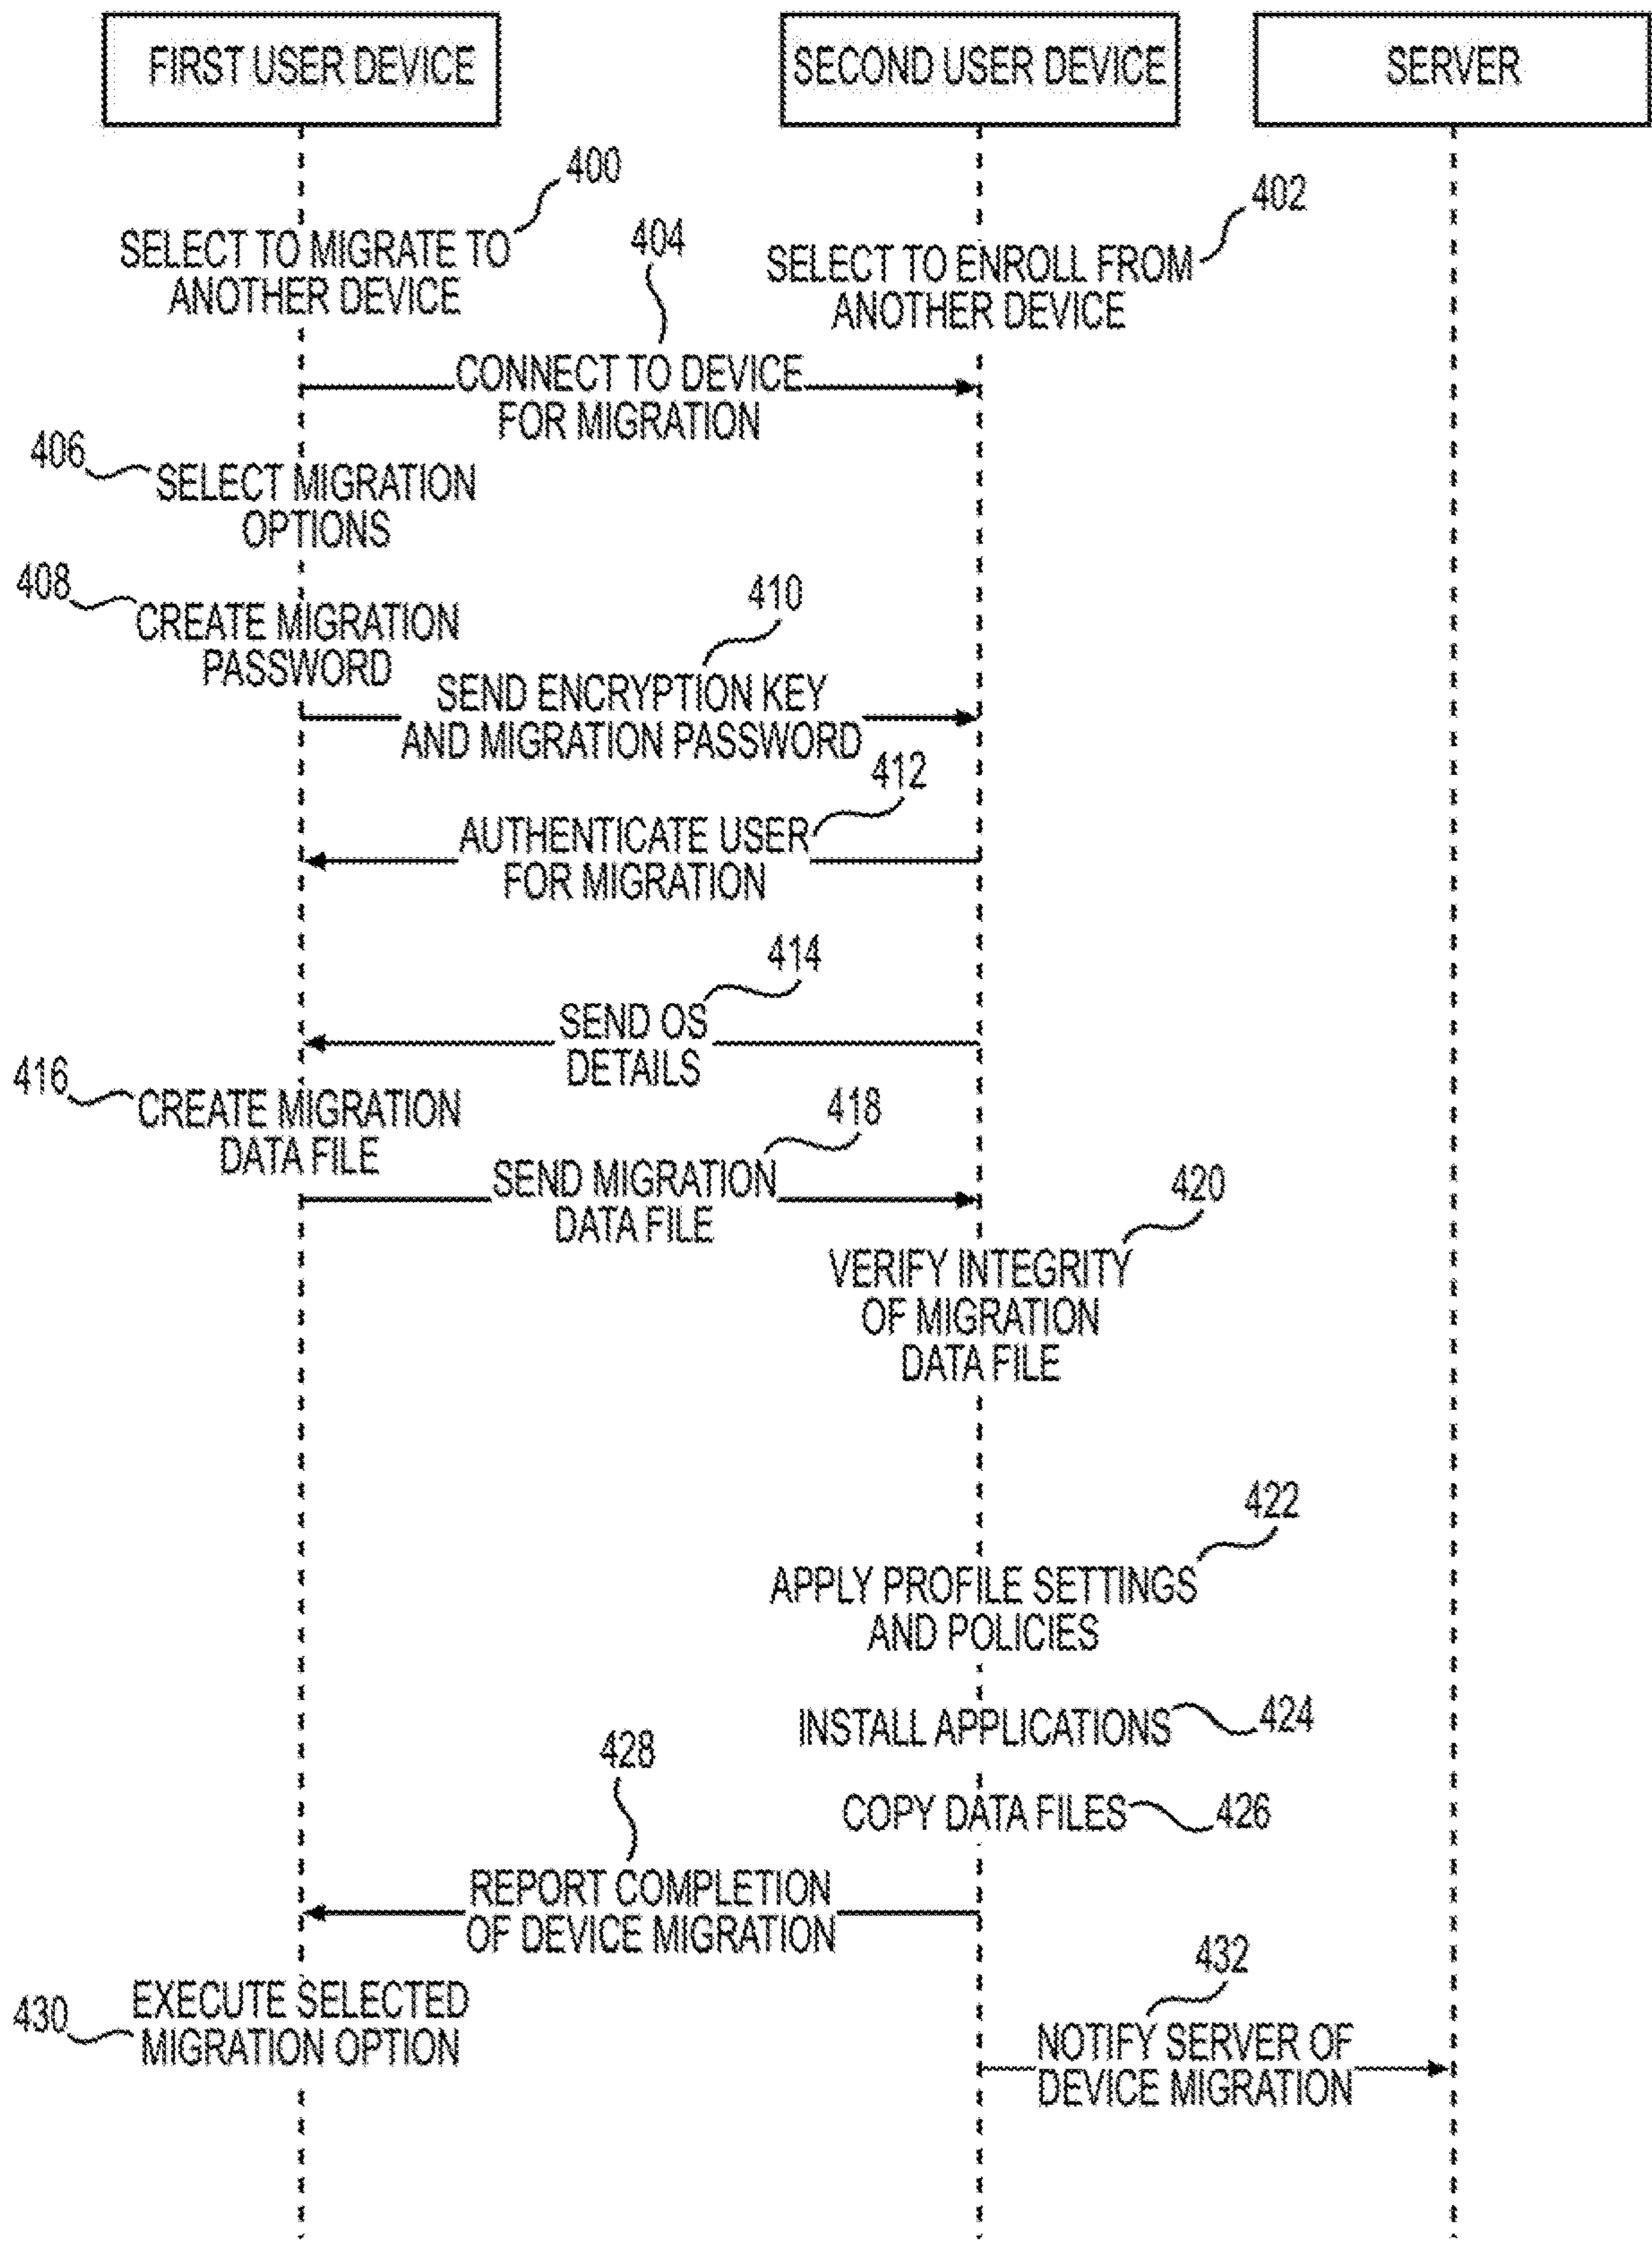 FIRST USER DEVICE
SECOND USER DEVICE
SERVER
400
SELECT TO MIGRATE TO
ANOTHER DEVICE
402
SELECT TO ENROLL FROM
ANOTHER DEVICE
404
CONNECT TO DEVICE
FOR MIGRATION
406
SELECT MIGRATION
OPTIONS
408
CREATE MIGRATION
PASSWORD
410
SEND ENCRYPTION KEY
AND MIGRATION PASSWORD
412
AUTHENTICATE USER
FOR MIGRATION
414
SEND OS
DETAILS
416
CREATE MIGRATION
DATA FILE
418
SEND MIGRATION
DATA FILE
420
VERIFY INTEGRITY
OF MIGRATION
DATA FILE
422
APPLY PROFILE SETTINGS
AND POLICIES
INSTALL APPLICATIONS
424
COPY DATA FILES
426
428
REPORT COMPLETION
OF DEVICE MIGRATION
430
EXECUTE SELECTED
MIGRATION OPTION
432
NOTIFY SERVER OF
DEVICE MIGRATION